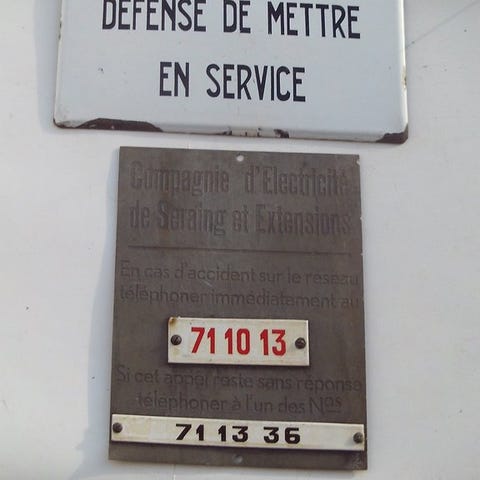 DÉFENSE DE METTRE
EN SERVICE
Compagnie d'Electricité
de Seraing et Extensions
En cas d'accident sur le réseau
téléphoner immédiatement au
71 10 13
Si cet appel reste sans réponse
téléphoner à l'un des Nos
71 13 36